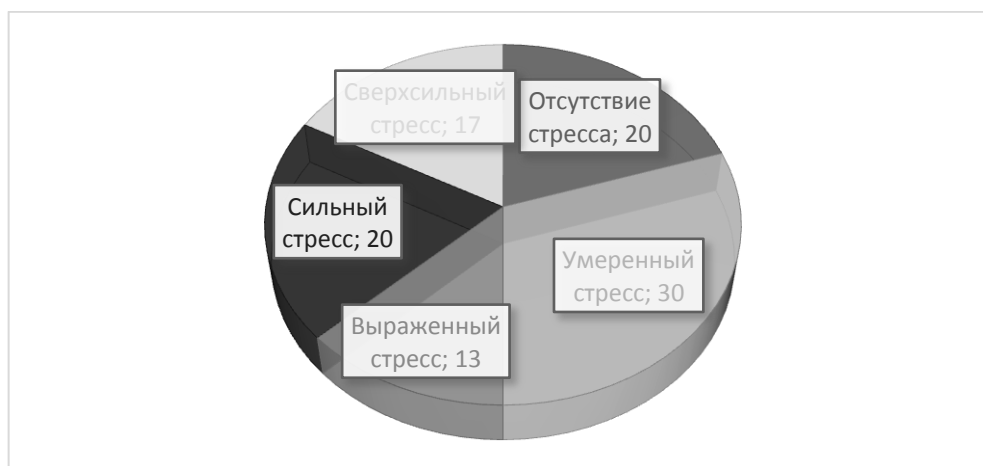 Сверхсильный
стресс; 17
Отсутствие
стресса; 20
Сильный
стресс; 20
Умеренный
стресс; 30
Выраженный
стресс; 13